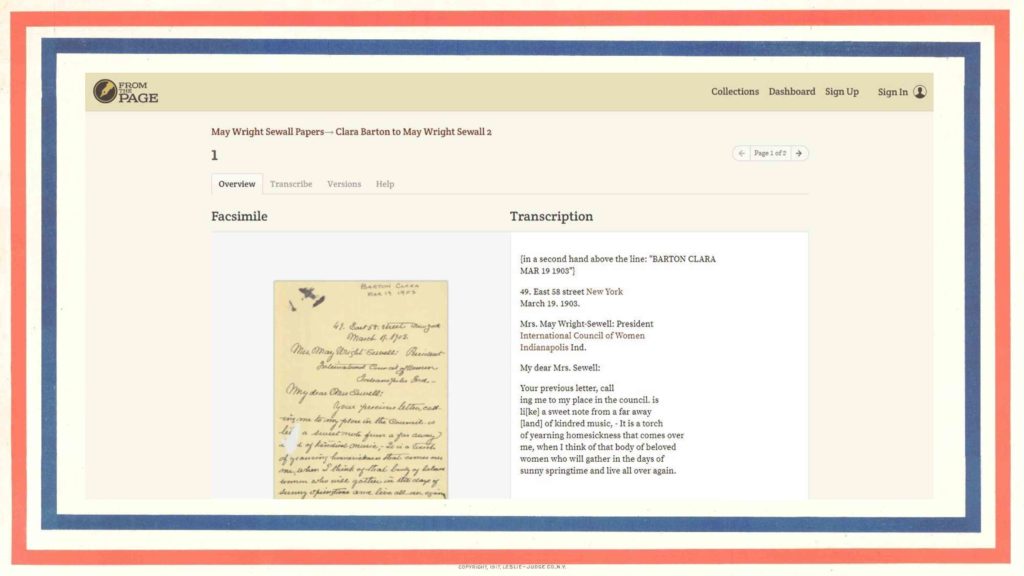 FROM
THE
PAGE
Collections Dashboard Sign Up Sign In
May Wright Sewall Papers→ Clara Barton to May Wright Sewall 2
1
← Page 1 of 2 →
Overview Transcribe Versions Help
Facsimile
BARTON CLARA
MAR 19 1903
49. East 58. street New York
March 19. 1903.
Mrs. May Wright Sewall: President
International Council of Women
Indianapolis Ind. –
My dear Mrs. Sewall:
Your precious letter, call-
ing me to my place in the Council. is
li a sweet note from a far away
d of kindred music, - It is a touch
of yearning homesickness that comes over
me, when I think of that body of beloved
women who will gather in the days of
sunny springtime and live all over again
Transcription
[in a second hand above the line: "BARTON CLARA
MAR 19 1903"]
49. East 58 street New York
March 19. 1903.
Mrs. May Wright-Sewell: President
International Council of Women
Indianapolis Ind.
My dear Mrs. Sewell:
Your previous letter, call
ing me to my place in the council. is
li[ke] a sweet note from a far away
[land] of kindred music, - It is a torch
of yearning homesickness that comes over
me, when I think of that body of beloved
women who will gather in the days of
sunny springtime and live all over again.
COPYRIGHT, 1917, LESLIE-JUDGE CO. N.Y.